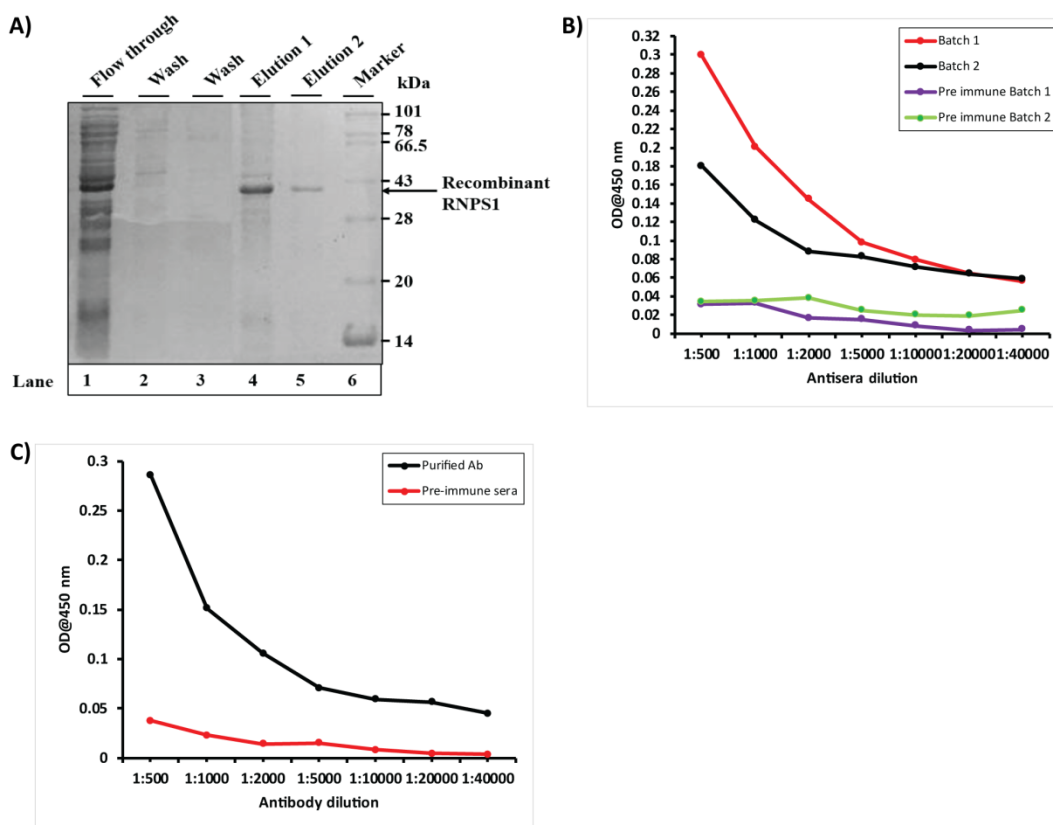 A)
Flow through
Wash
Wash
Elution 1
Elution 2
Marker
kDa
101
78
66.5
43
Recombinant
RNPS1
28
20
14
Lane 1 2 3 4 5 6
B)
0.32
0.3
0.28
0.26
0.24
0.22
0.2
0.18
0.16
0.14
0.12
0.1
0.08
0.06
0.04
0.02
0
OD@450 nm
Batch 1
Batch 2
Pre immune Batch 1
Pre immune Batch 2
1:500 1:1000 1:2000 1:5000 1:10000 1:20000 1:40000
Antisera dilution
C)
0.3
0.25
0.2
0.15
0.1
0.05
0
OD@450 nm
Purified Ab
Pre-immune sera
1:500 1:1000 1:2000 1:5000 1:10000 1:20000 1:40000
Antibody dilution